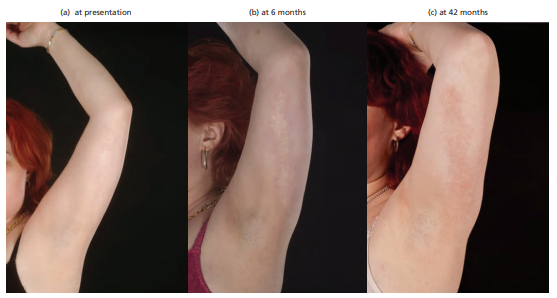 (a) at presentation
(b) at 6 months
(c) at 42 months